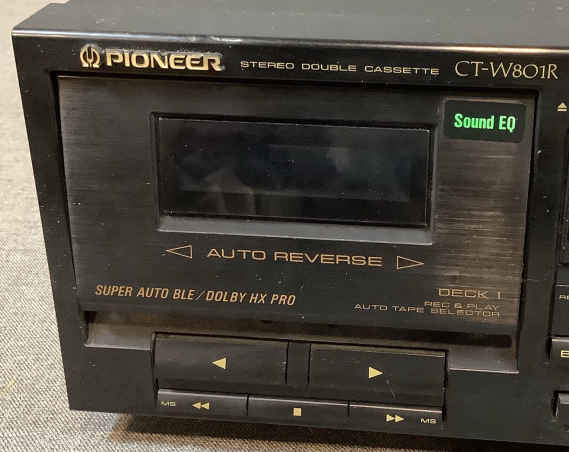 PIONEER STEREO DOUBLE CASSETTE CT-W801R
Sound EQ
AUTO REVERSE
SUPER AUTO BLE/DOLBY HX PRO
DECK I
REC & PLAY
AUTO TAPE SELECTOR
MS
MS